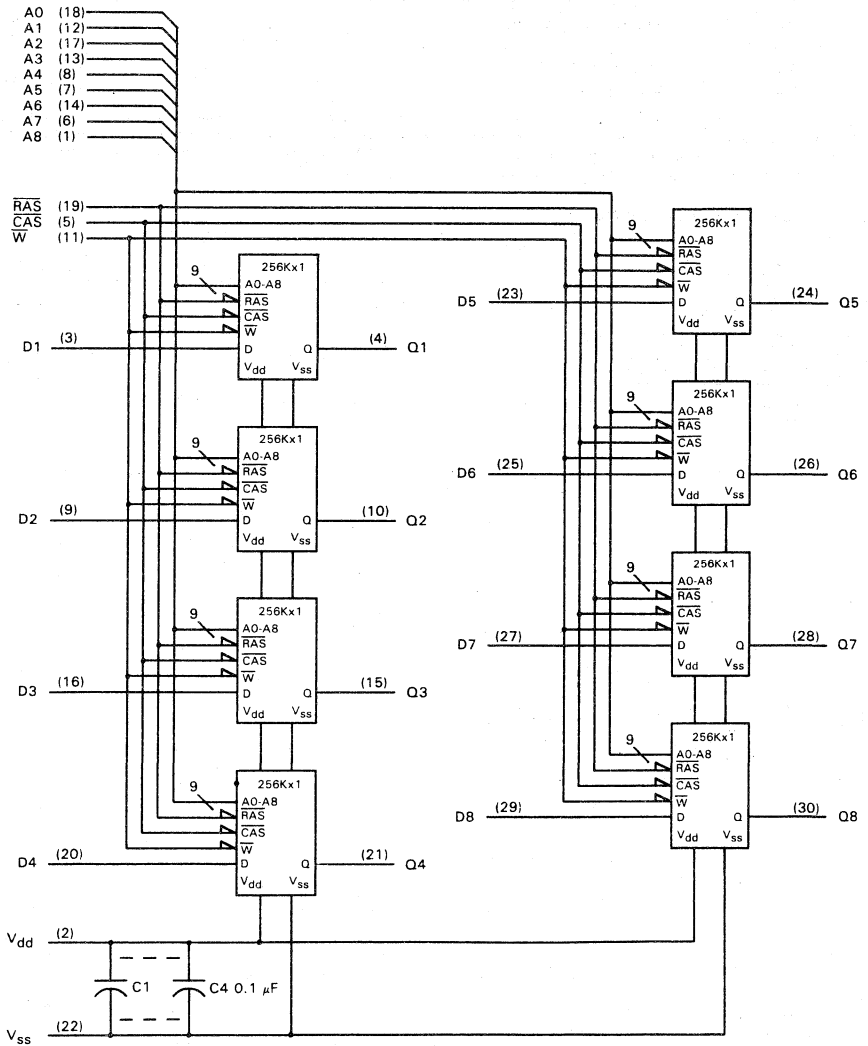 A0 (18)
A1 (12)
A2 (17)
A3 (13)
A4 (8)
A5 (7)
A6 (14)
A7 (6)
A8 (1)
RAS (19)
CAS (5)
W (11)
256Kx1
9
A0-A8
RAS
CAS
W
D1 (3)
D Q
(4) Q1
Vdd Vss
256Kx1
9
A0-A8
RAS
CAS
W
D2 (9)
D Q
(10) Q2
Vdd Vss
256Kx1
9
A0-A8
RAS
CAS
W
D3 (16)
D Q
(15) Q3
Vdd Vss
256Kx1
9
A0-A8
RAS
CAS
W
D4 (20)
D Q
(21) Q4
Vdd Vss
256Kx1
9
A0-A8
RAS
CAS
W
D5 (23)
D Q
(24) Q5
Vdd Vss
256Kx1
9
A0-A8
RAS
CAS
W
D6 (25)
D Q
(26) Q6
Vdd Vss
256Kx1
9
A0-A8
RAS
CAS
W
D7 (27)
D Q
(28) Q7
Vdd Vss
256Kx1
9
A0-A8
RAS
CAS
W
D8 (29)
D Q
(30) Q8
Vdd Vss
Vdd (2)
C1 C4 0.1 µF
Vss (22)